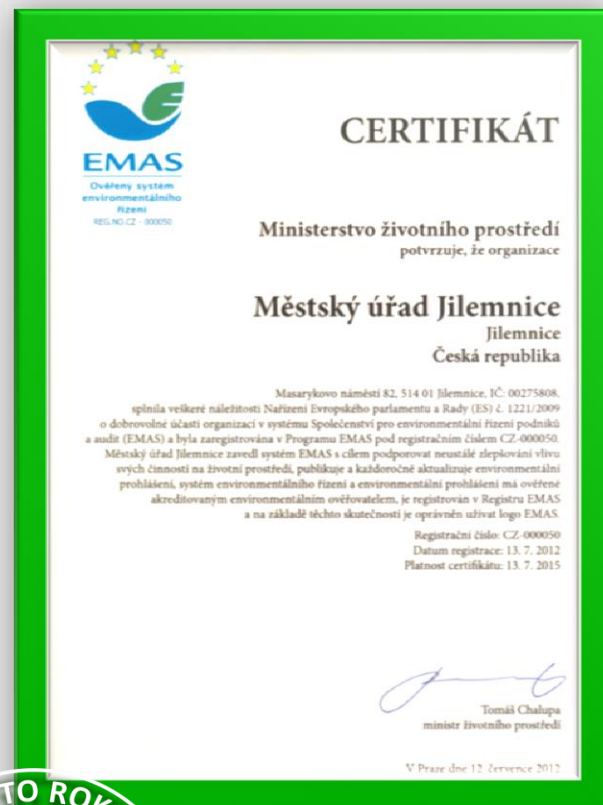 EMAS
Ověřený systém
environmentálního
řízení
REG.NO.CZ - 000050
CERTIFIKÁT
Ministerstvo životního prostředí
potvrzuje, že organizace
Městský úřad Jilemnice
Jilemnice
Česká republika
Masarykovo náměstí 82, 514 01 Jilemnice, IČ: 00275808,
splnila veškeré náležitosti Nařízení Evropského parlamentu a Rady (ES) č. 1221/2009
o dobrovolné účasti organizací v systému Společenství pro environmentální řízení podniků
a audit (EMAS) a byla zaregistrována v Programu EMAS pod registračním číslem CZ-000050.
Městský úřad Jilemnice zavedl systém EMAS s cílem podporovat neustálé zlepšování vlivu
svých činností na životní prostředí, publikuje a každoročně aktualizuje environmentální
prohlášení, systém environmentálního řízení a environmentální prohlášení má ověřené
akreditovaným environmentálním ověřovatelem, je registrován v Registru EMAS
a na základě těchto skutečností je oprávněn užívat logo EMAS.
Registrační číslo: CZ-000050
Datum registrace: 13. 7. 2012
Platnost certifikátu: 13. 7. 2015
Tomáš Chalupa
ministr životního prostředí
V Praze dne 12. července 2012
TO ROK